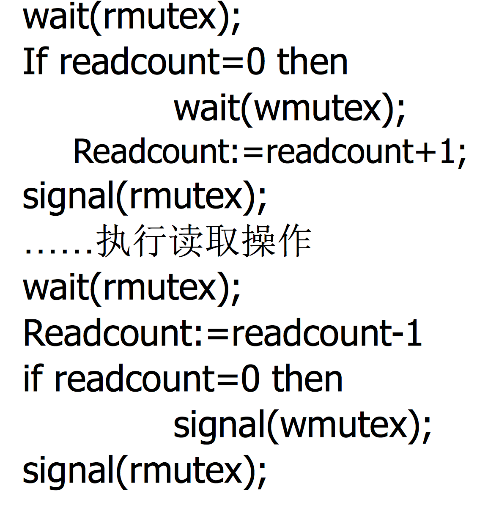 wait(rmutex);
If readcount=0 then
wait(wmutex);
Readcount:=readcount+1;
signal(rmutex);
……执行读取操作
wait(rmutex);
Readcount:=readcount-1
if readcount=0 then
signal(wmutex);
signal(rmutex);